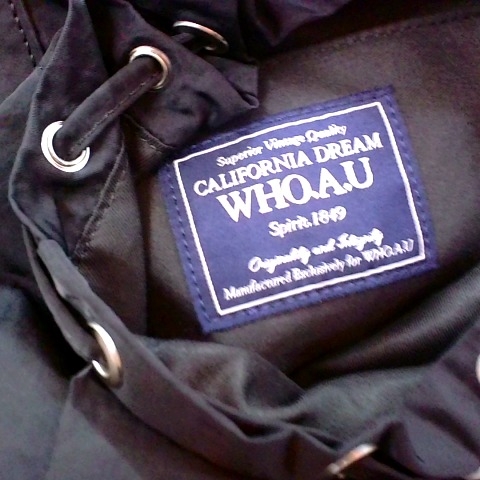 Superior Vintage Quality
CALIFORNIA DREAM
WHO.A.U
Spirit.1849
Originality and Integrity
Manufactured Exclusively for WHO.A.U